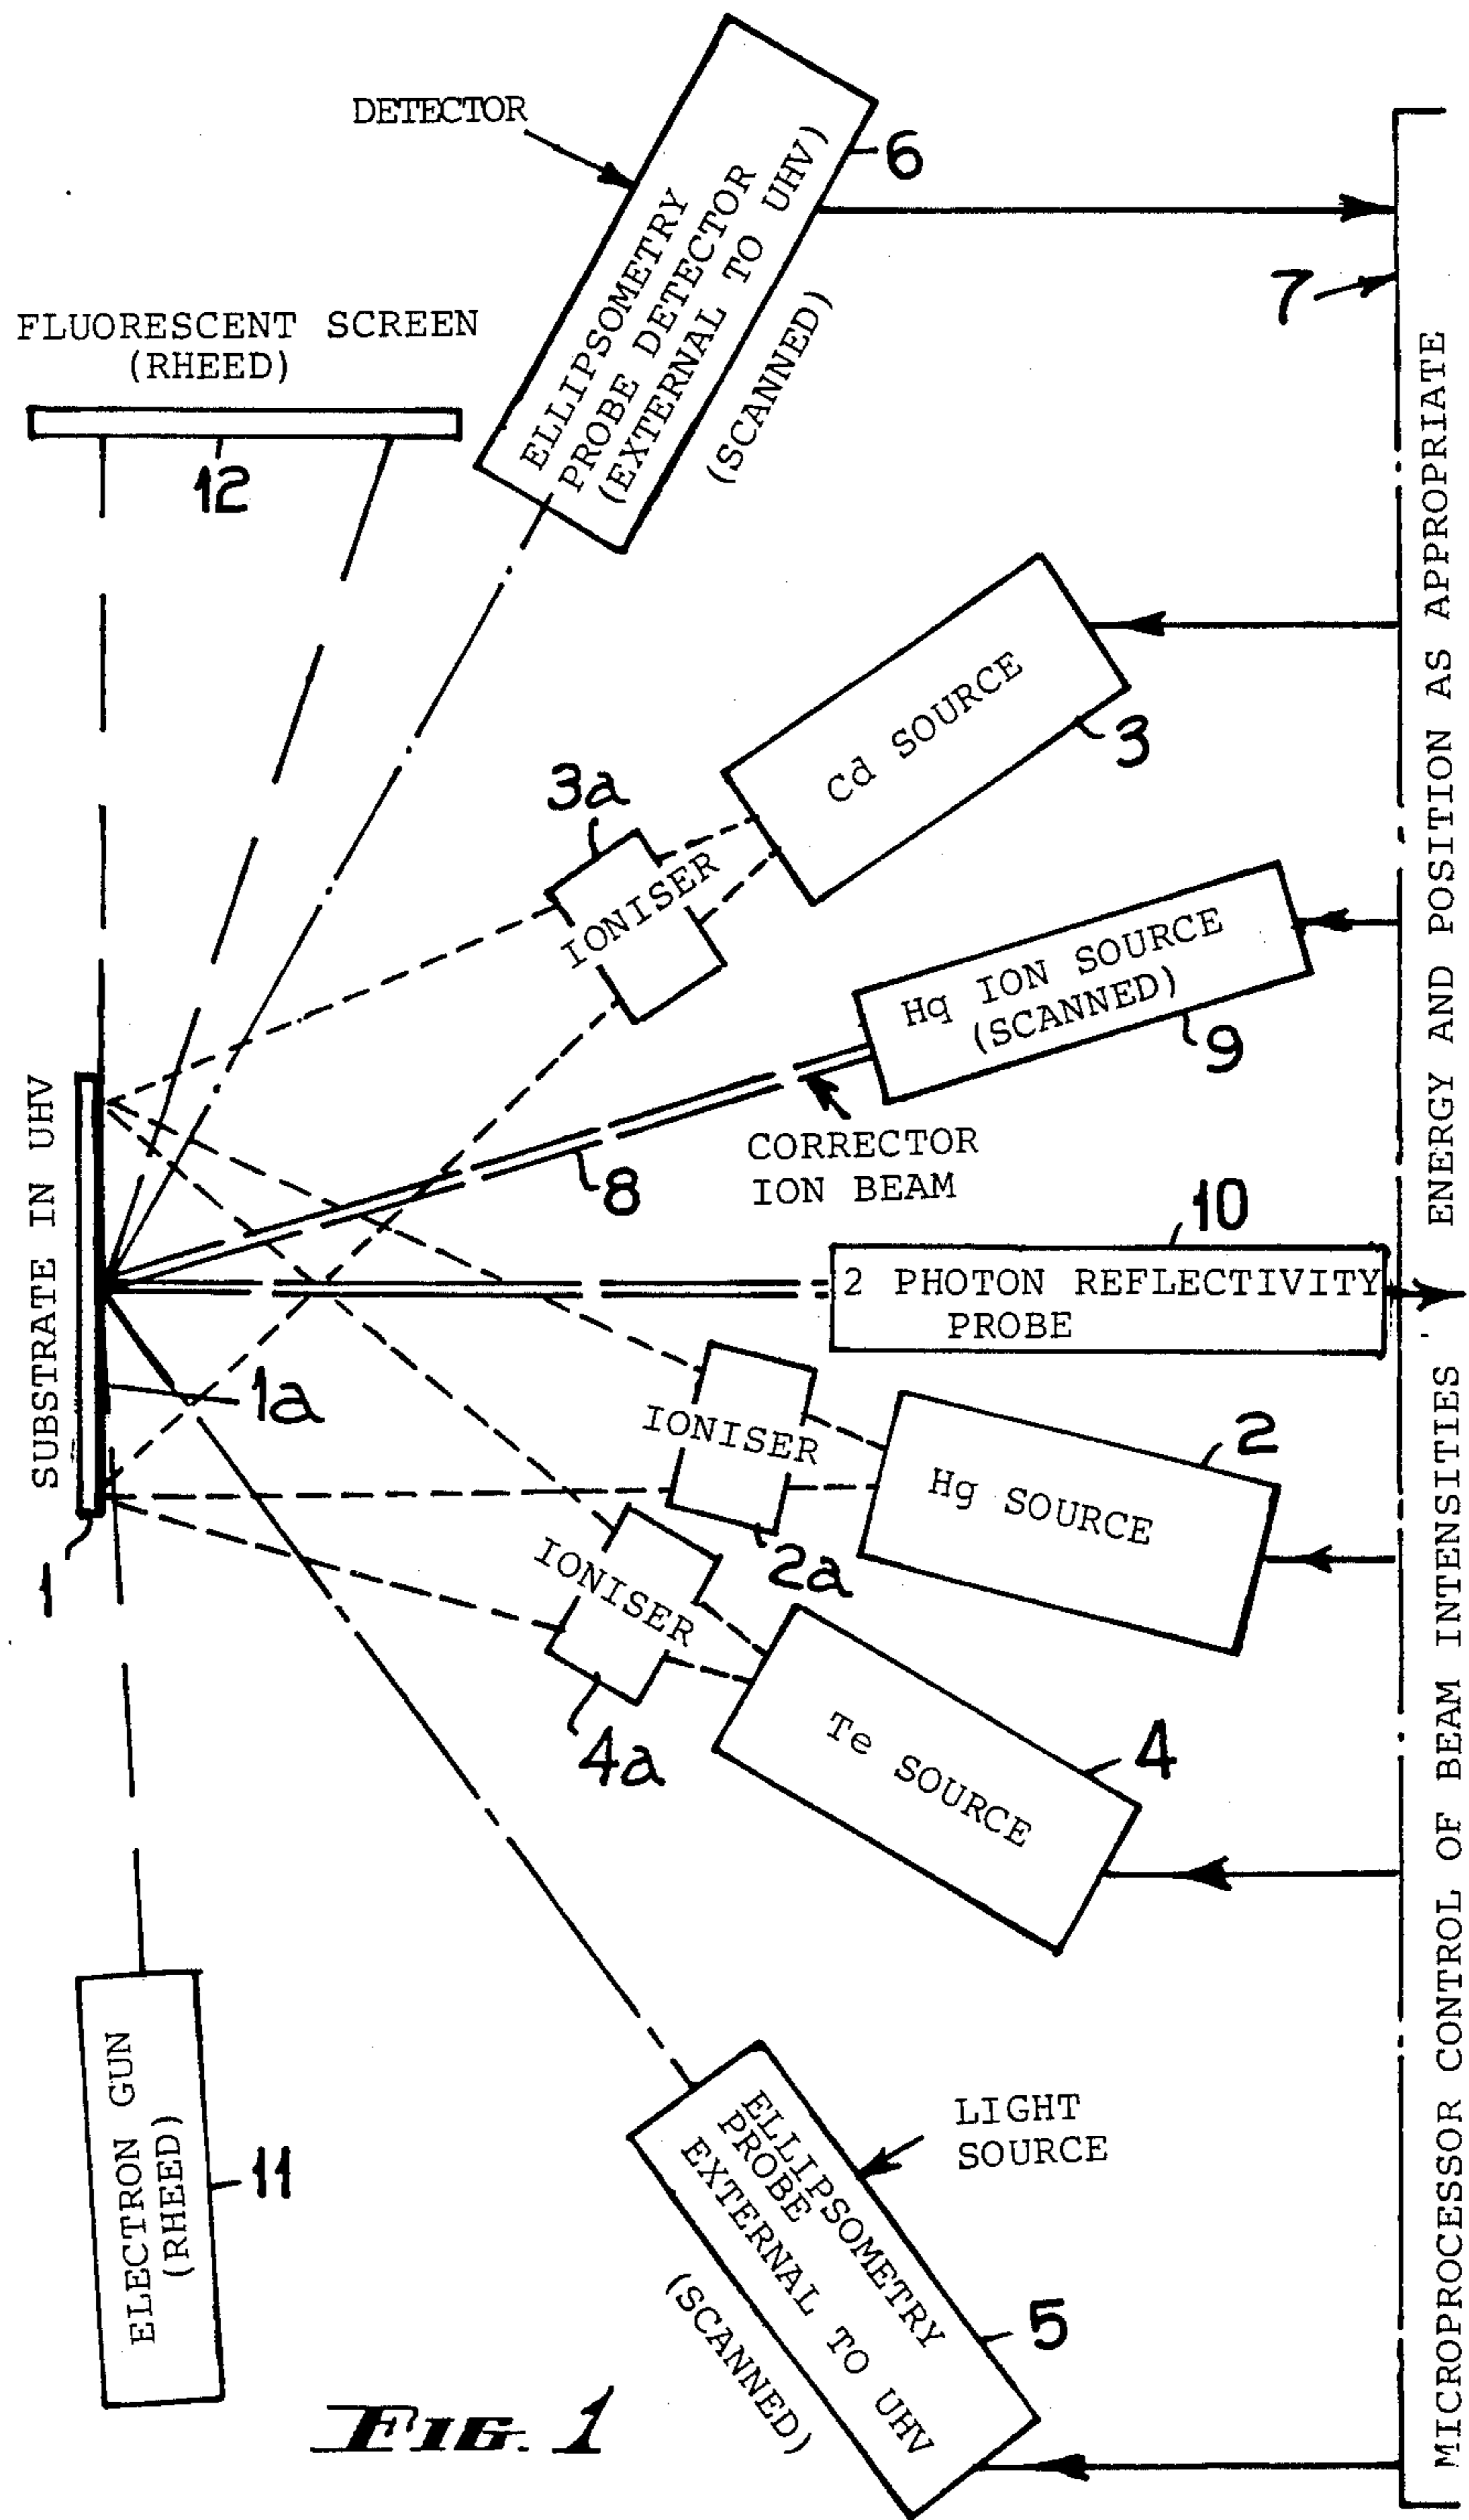 DETECTOR
ELLIPSOMETRY
PROBE DETECTOR
(EXTERNAL TO UHV)
(SCANNED)
6
7
FLUORESCENT SCREEN
(RHEED)
12
Cd SOURCE
3
3a
IONISER
Hq ION SOURCE
(SCANNED)
9
CORRECTOR
ION BEAM
8
SUBSTRATE IN UHV
1
1a
10
2 PHOTON REFLECTIVITY
PROBE
IONISER
2a
Hg SOURCE
2
IONISER
4a
Te SOURCE
4
ELECTRON GUN
(RHEED)
11
LIGHT
SOURCE
ELLIPSOMETRY
PROBE
EXTERNAL TO UHV
(SCANNED)
5
MICROPROCESSOR CONTROL OF BEAM INTENSITIES ENERGY AND POSITION AS APPROPRIATE
FIG. 1